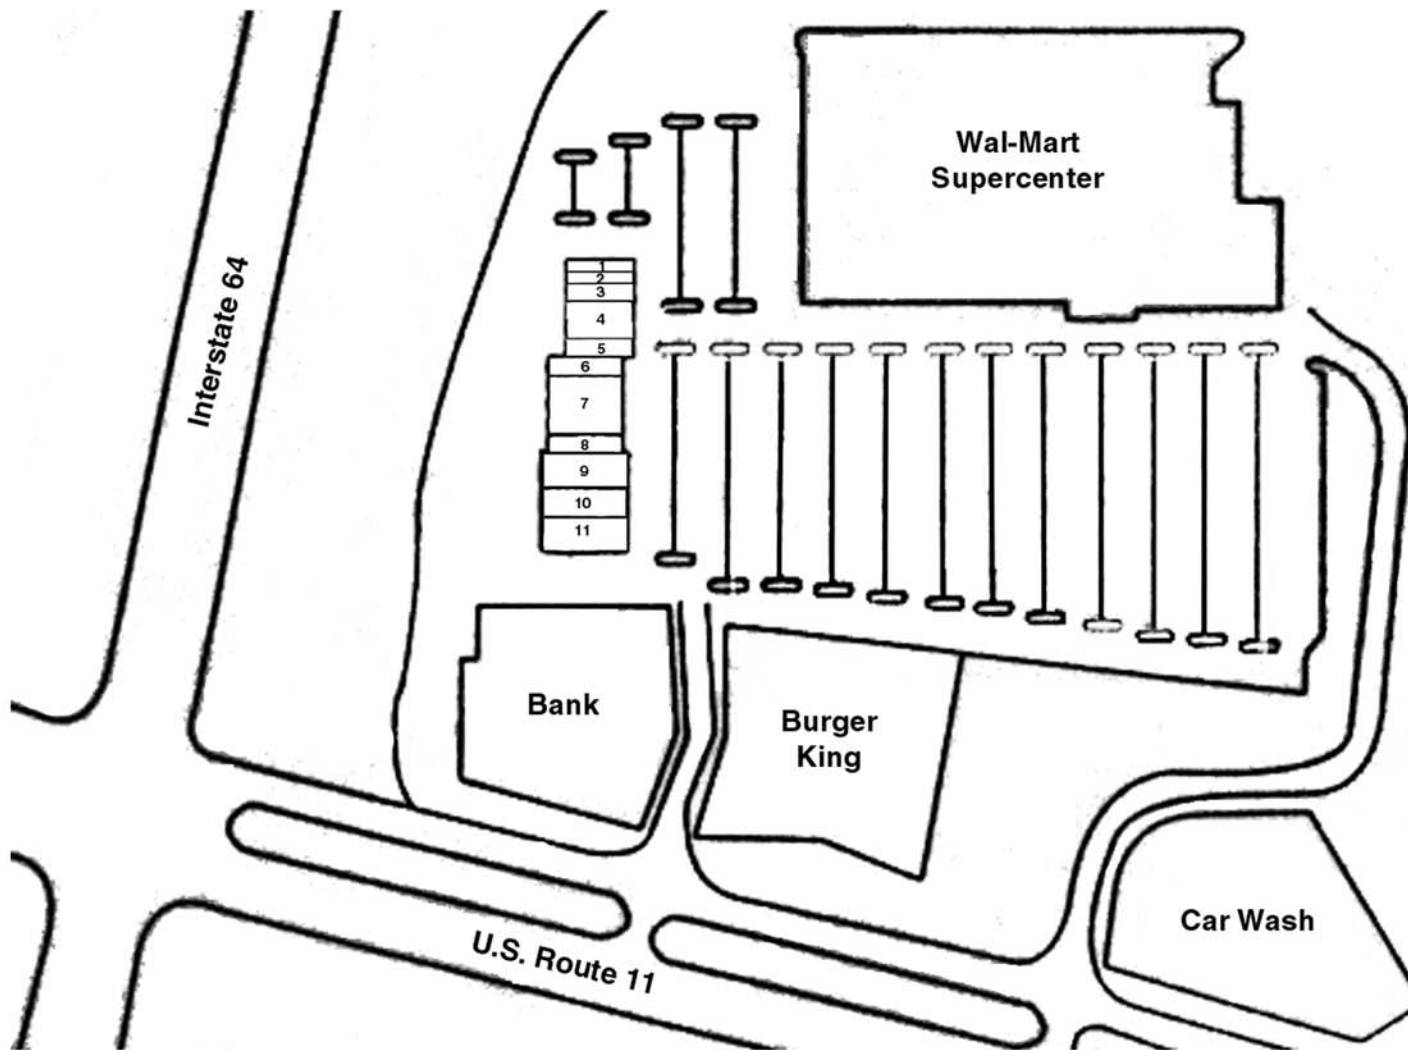 Wal-Mart
Supercenter
Interstate 64
1
2
3
4
5
6
7
8
9
10
11
Bank
Burger
King
Car Wash
U.S. Route 11